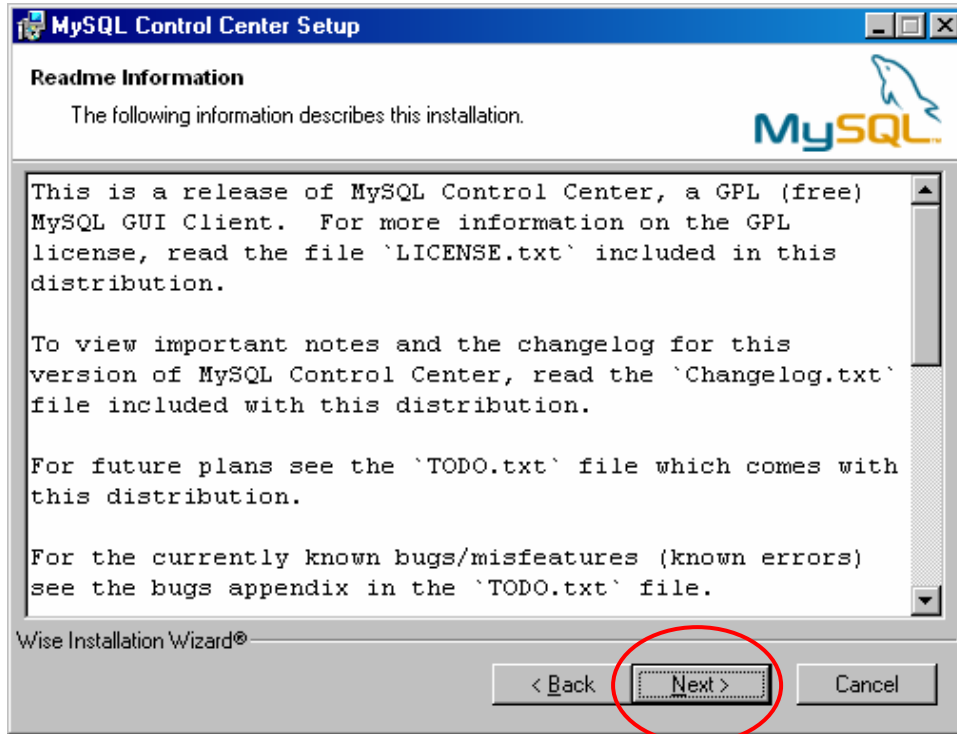 MySQL Control Center Setup
Readme Information
The following information describes this installation.
MySQL™
This is a release of MySQL Control Center, a GPL (free)
MySQL GUI Client.  For more information on the GPL
license, read the file `LICENSE.txt` included in this
distribution.
To view important notes and the changelog for this
version of MySQL Control Center, read the `Changelog.txt`
file included with this distribution.
For future plans see the `TODO.txt` file which comes with
this distribution.
For the currently known bugs/misfeatures (known errors)
see the bugs appendix in the `TODO.txt` file.
Wise Installation Wizard®
< Back
Next >
Cancel